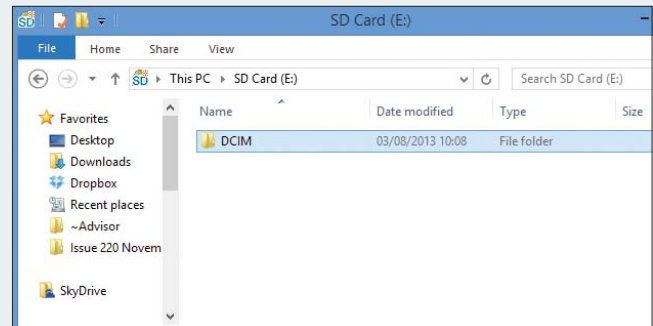 SD Card (E:)
File Home Share View
This PC SD Card (E:) Search SD Card (E:)
Name Date modified Type Size
DCIM 03/08/2013 10:08 File folder
Favorites
Desktop
Downloads
Dropbox
Recent places
~Advisor
Issue 220 Novem
SkyDrive